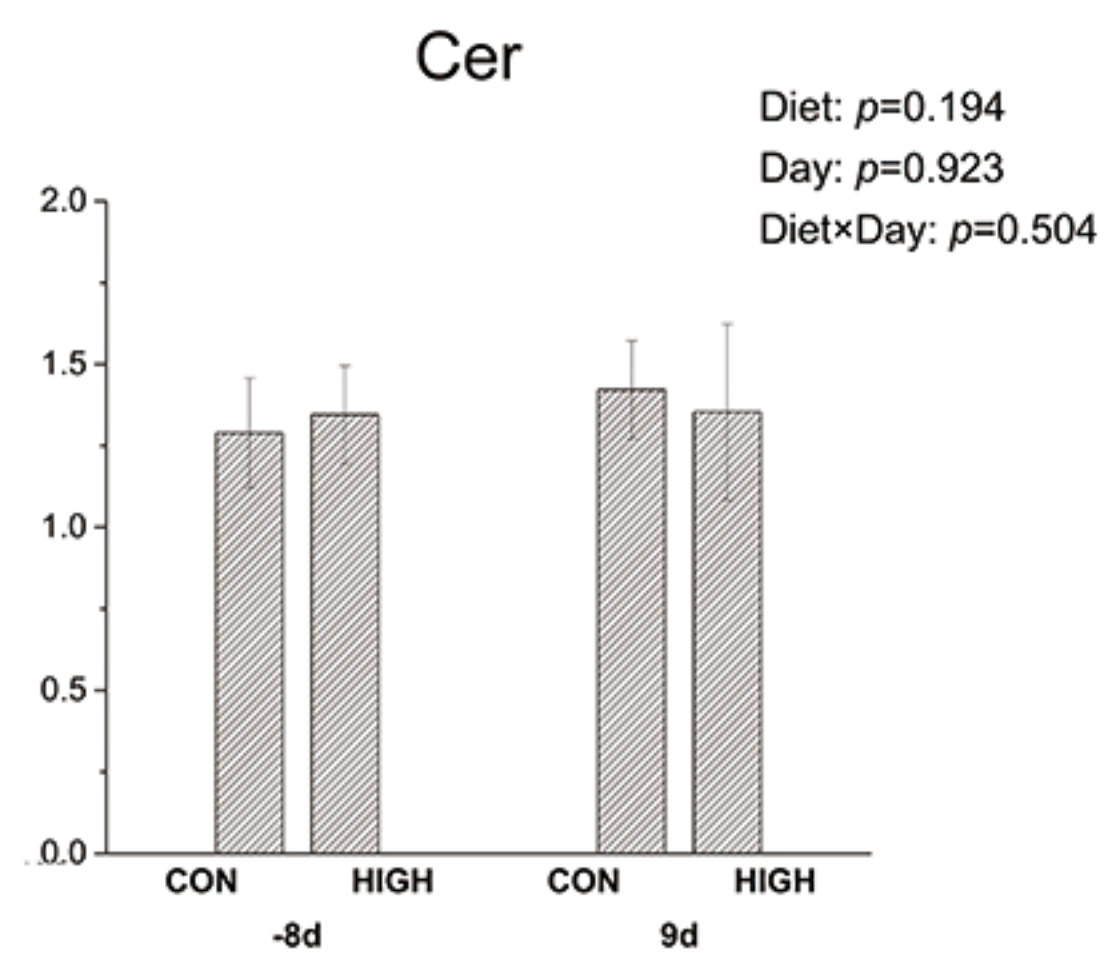 Cer
Diet: p=0.194
Day: p=0.923
Diet×Day: p=0.504
2.0
1.5
1.0
0.5
0.0
CON HIGH CON HIGH
-8d 9d